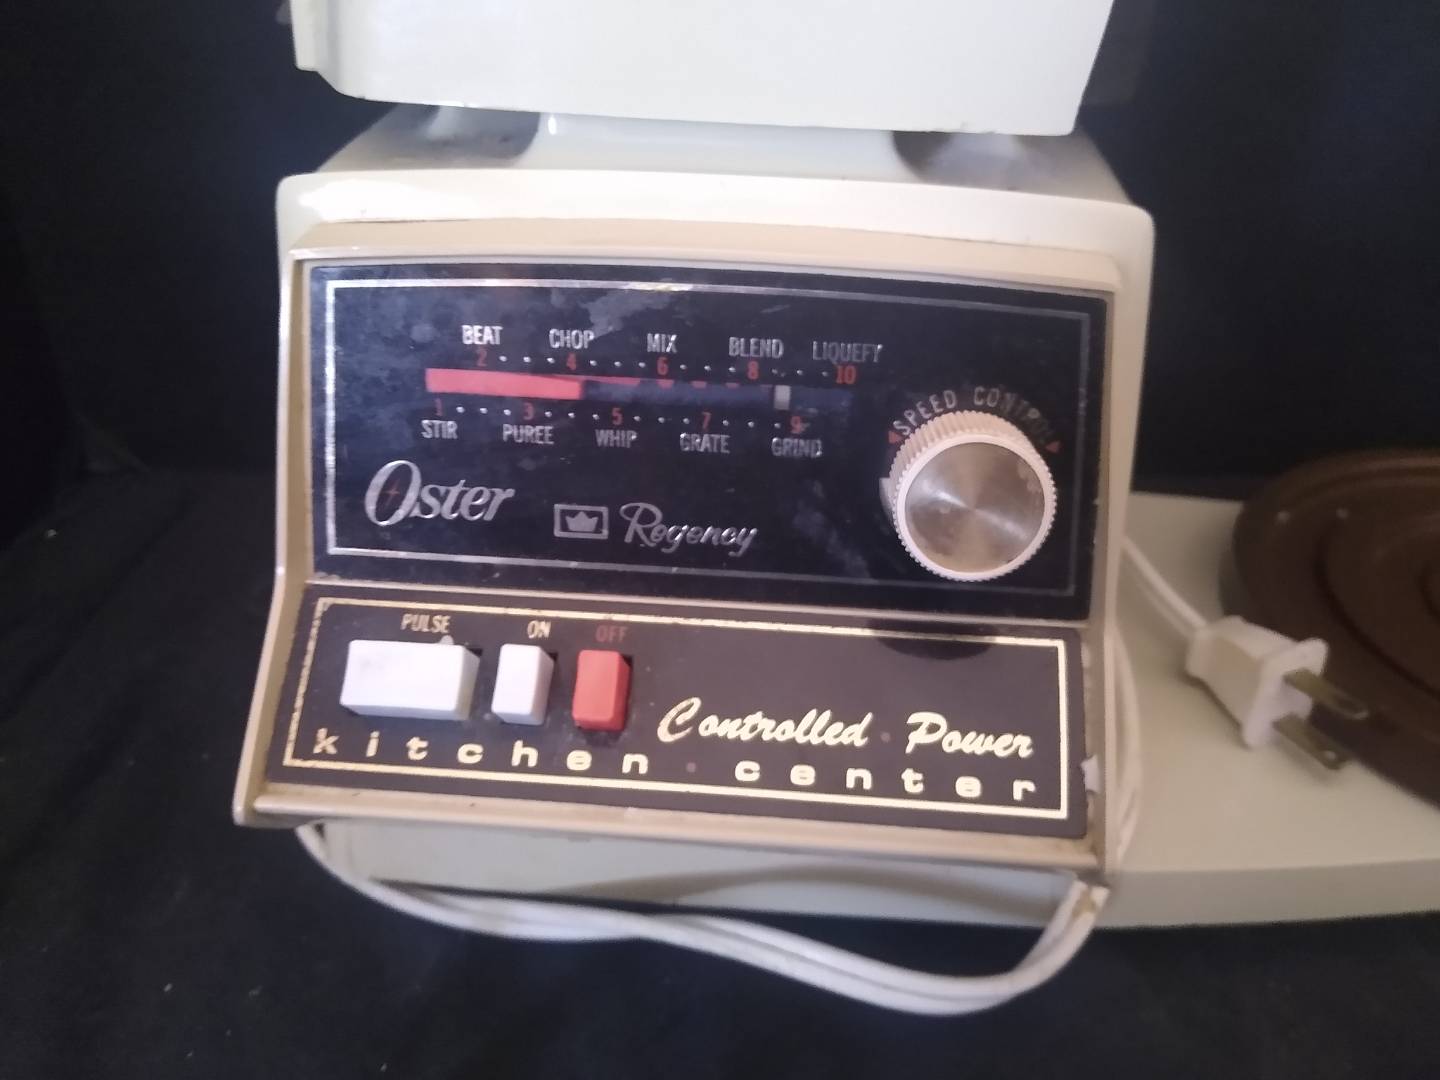 BEAT CHOP MIX BLEND LIQUEFY
2 4 6 8 10
1 3 5 7 9
STIR PUREE WHIP GRATE GRIND
SPEED CONTROL
Oster Regency
PULSE ON OFF
Controlled Power
kitchen center